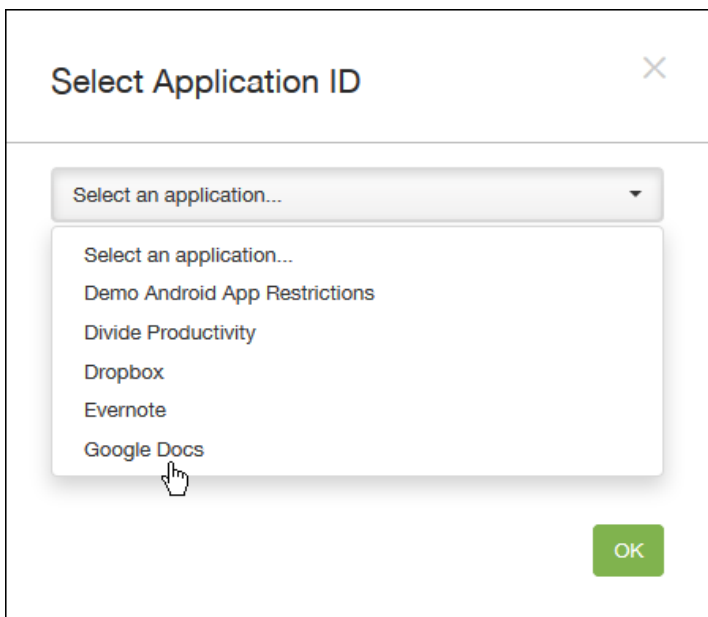 Select Application ID
Select an application...
Select an application...
Demo Android App Restrictions
Divide Productivity
Dropbox
Evernote
Google Docs
OK